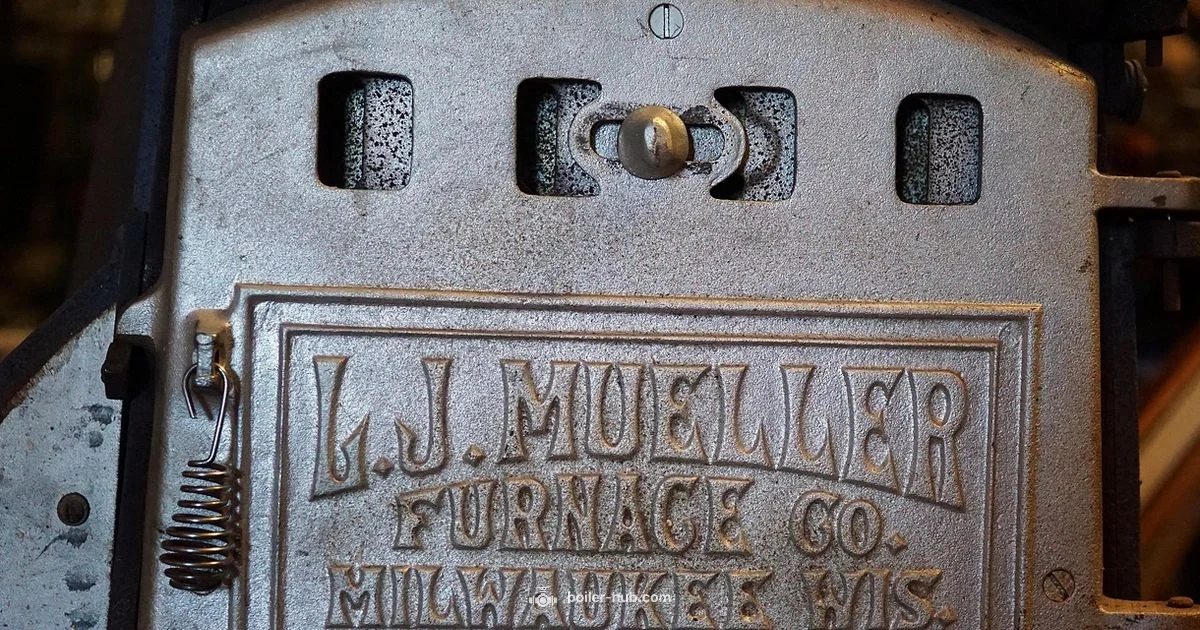 L.J. MUELLER
FURNACE CO.
MILWAUKEE WIS.
boiler-hub.com